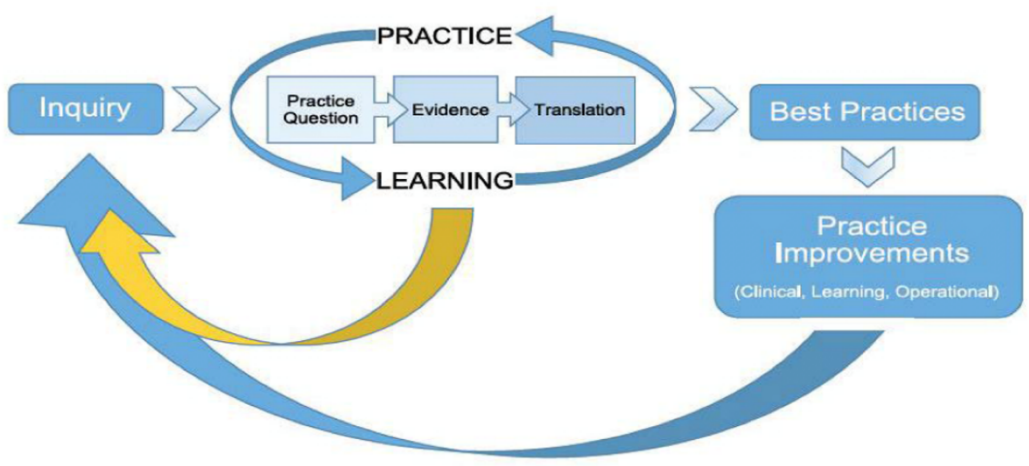 PRACTICE
Inquiry
Practice
Question
Evidence
Translation
Best Practices
LEARNING
Practice
Improvements
(Clinical, Learning, Operational)